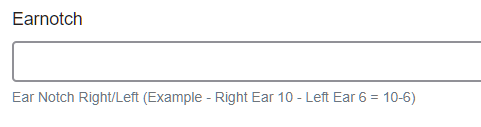 Earnotch
Ear Notch Right/Left (Example - Right Ear 10 - Left Ear 6 = 10-6)